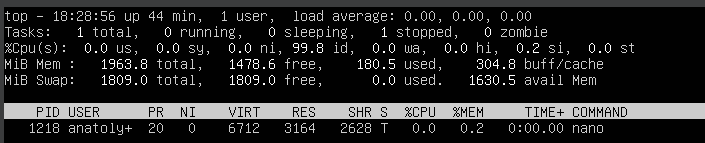 top - 18:28:56 up 44 min,  1 user,  load average: 0.00, 0.00, 0.00
Tasks:   1 total,   0 running,   0 sleeping,   1 stopped,   0 zombie
%Cpu(s):  0.0 us,  0.0 sy,  0.0 ni, 99.8 id,  0.0 wa,  0.0 hi,  0.2 si,  0.0 st
MiB Mem :   1963.8 total,   1478.6 free,    180.5 used,    304.8 buff/cache
MiB Swap:   1809.0 total,   1809.0 free,      0.0 used.   1630.5 avail Mem
PID USER      PR  NI    VIRT    RES    SHR S  %CPU  %MEM     TIME+ COMMAND
1218 anatoly+  20   0    6712   3164   2628 T   0.0   0.2   0:00.00 nano